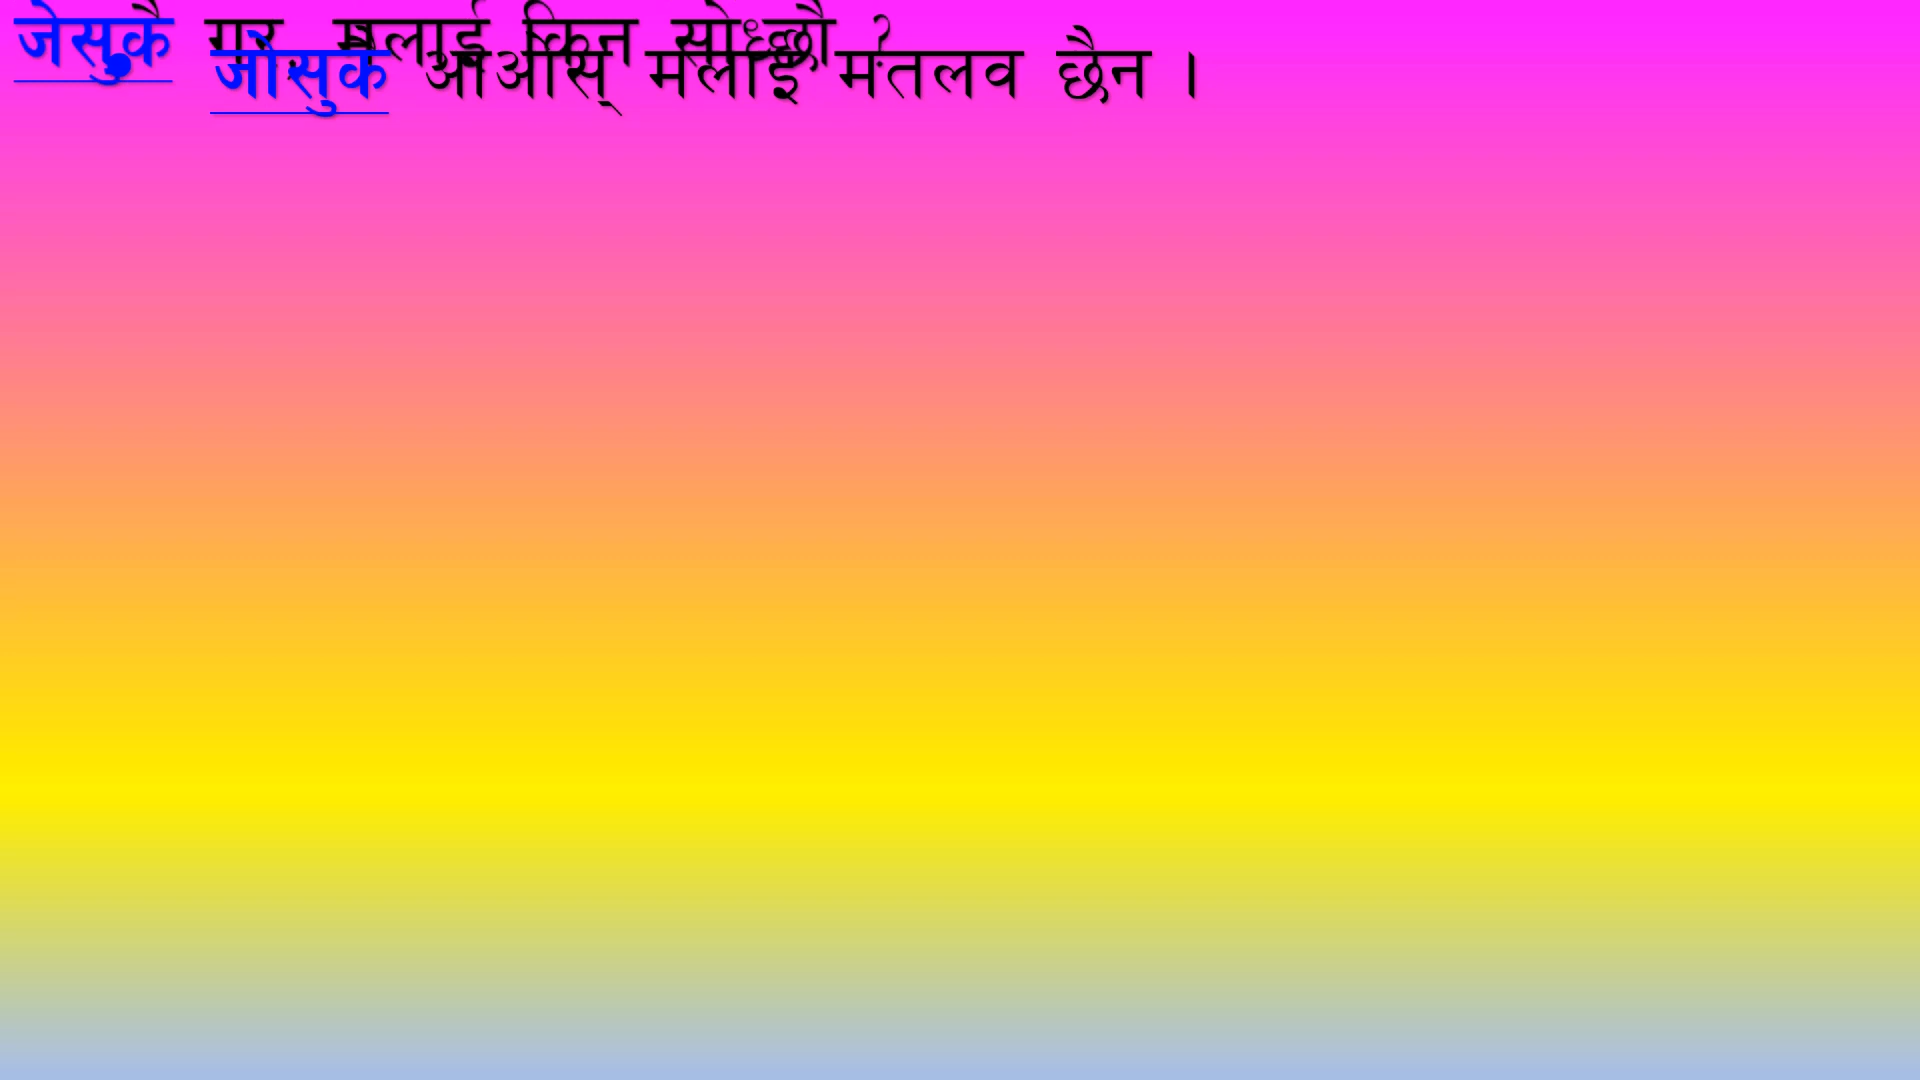 जेसुकै गर, मलाई किन सोध्छौ ?
जोसुकै आओस् मलाई मतलव छैन ।